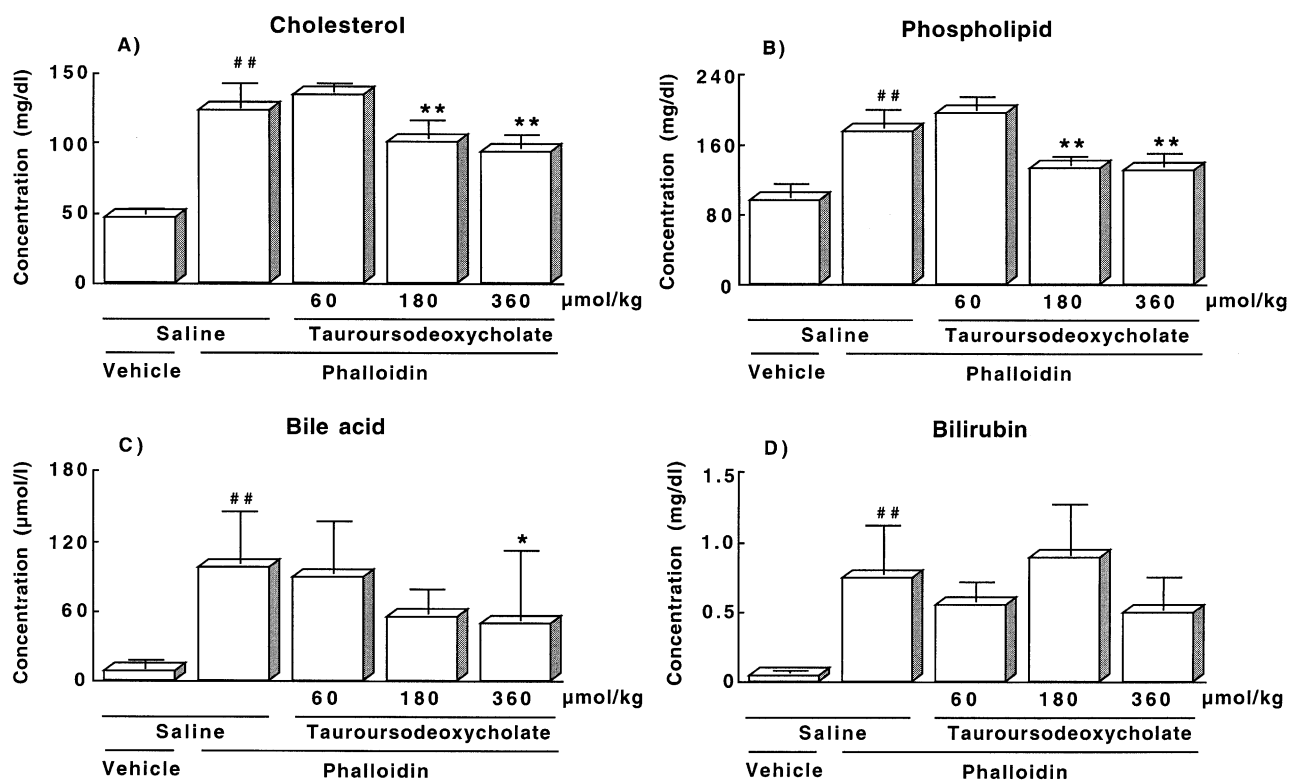 Cholesterol
A)
Concentration (mg/dl)
150
100
50
0
##
**
**
60 180 360 µmol/kg
Saline Tauroursodeoxycholate
Vehicle Phalloidin
Phospholipid
B)
Concentration (mg/dl)
240
160
80
0
##
**
**
60 180 360 µmol/kg
Saline Tauroursodeoxycholate
Vehicle Phalloidin
Bile acid
C)
Concentration (µmol/l)
180
120
60
0
##
*
60 180 360 µmol/kg
Saline Tauroursodeoxycholate
Vehicle Phalloidin
Bilirubin
D)
Concentration (mg/dl)
1.5
1.0
0.5
0
##
60 180 360 µmol/kg
Saline Tauroursodeoxycholate
Vehicle Phalloidin